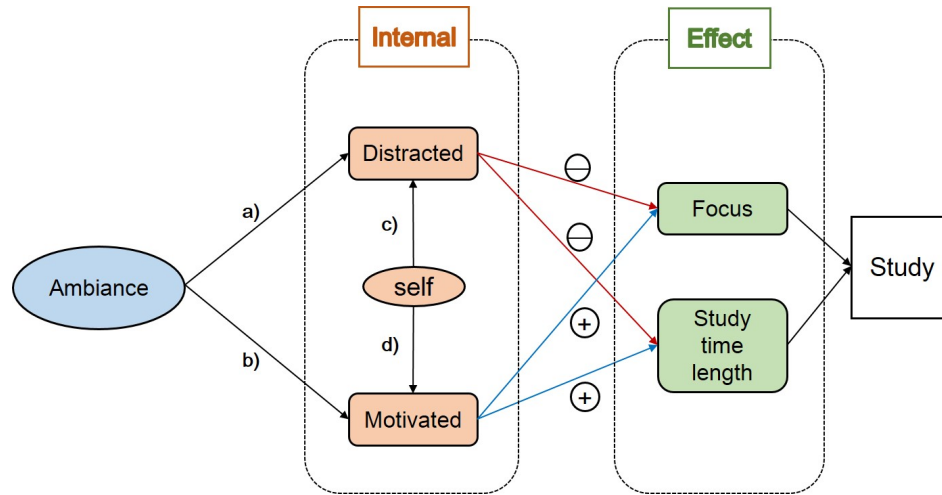 Internal
Effect
Distracted
a)
c)
Focus
Ambiance
self
Study
b)
d)
Study
time
length
Motivated